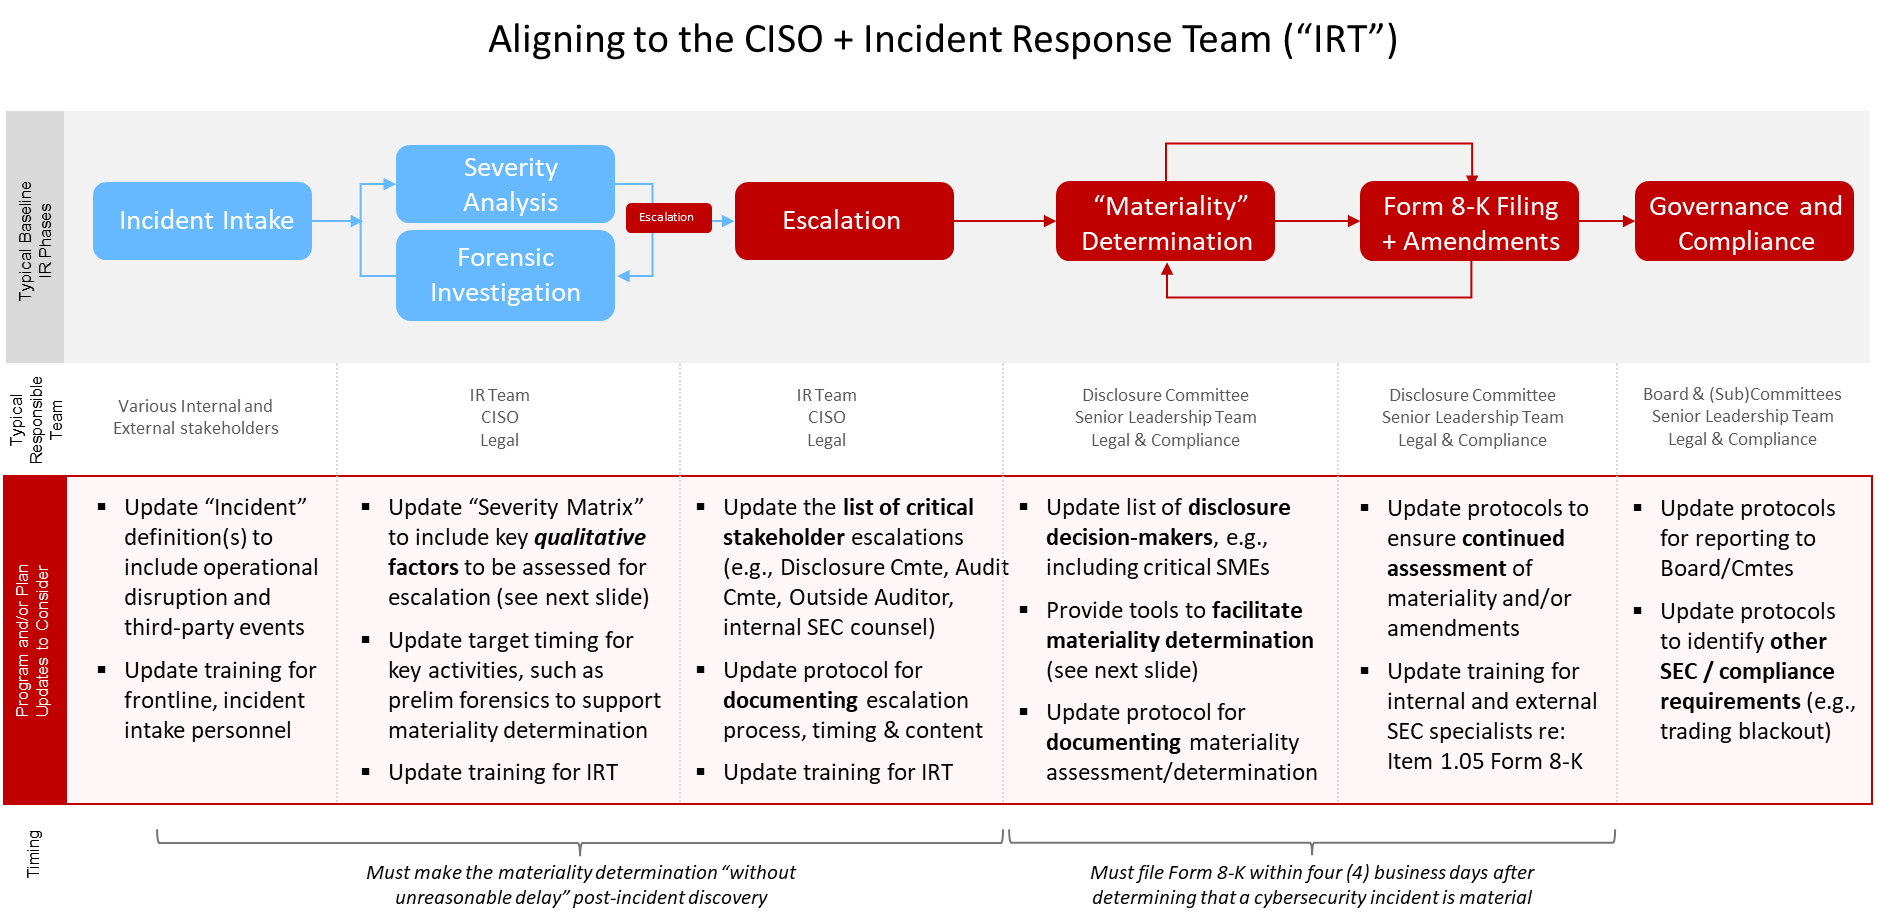 Aligning to the CISO + Incident Response Team (“IRT”)
Typical Baseline
IR Phases
Incident Intake
Severity
Analysis
Forensic
Investigation
Escalation
Escalation
“Materiality”
Determination
Form 8-K Filing
+ Amendments
Governance and
Compliance
Typical
Responsible
Team
Various Internal and
External stakeholders
IR Team
CISO
Legal
IR Team
CISO
Legal
Disclosure Committee
Senior Leadership Team
Legal & Compliance
Disclosure Committee
Senior Leadership Team
Legal & Compliance
Board & (Sub)Committees
Senior Leadership Team
Legal & Compliance
Program and/or Plan
Updates to Consider
▪ Update “Incident”
definition(s) to
include operational
disruption and
third-party events
▪ Update training for
frontline, incident
intake personnel
▪ Update “Severity Matrix”
to include key qualitative
factors to be assessed for
escalation (see next slide)
▪ Update target timing for
key activities, such as
prelim forensics to support
materiality determination
▪ Update training for IRT
▪ Update the list of critical
stakeholder escalations
(e.g., Disclosure Cmte, Audit
Cmte, Outside Auditor,
internal SEC counsel)
▪ Update protocol for
documenting escalation
process, timing & content
▪ Update training for IRT
▪ Update list of disclosure
decision-makers, e.g.,
including critical SMEs
▪ Provide tools to facilitate
materiality determination
(see next slide)
▪ Update protocol for
documenting materiality
assessment/determination
▪ Update protocols to
ensure continued
assessment of
materiality and/or
amendments
▪ Update training for
internal and external
SEC specialists re:
Item 1.05 Form 8-K
▪ Update protocols
for reporting to
Board/Cmtes
▪ Update protocols
to identify other
SEC / compliance
requirements (e.g.,
trading blackout)
Timing
Must make the materiality determination “without
unreasonable delay” post-incident discovery
Must file Form 8-K within four (4) business days after
determining that a cybersecurity incident is material